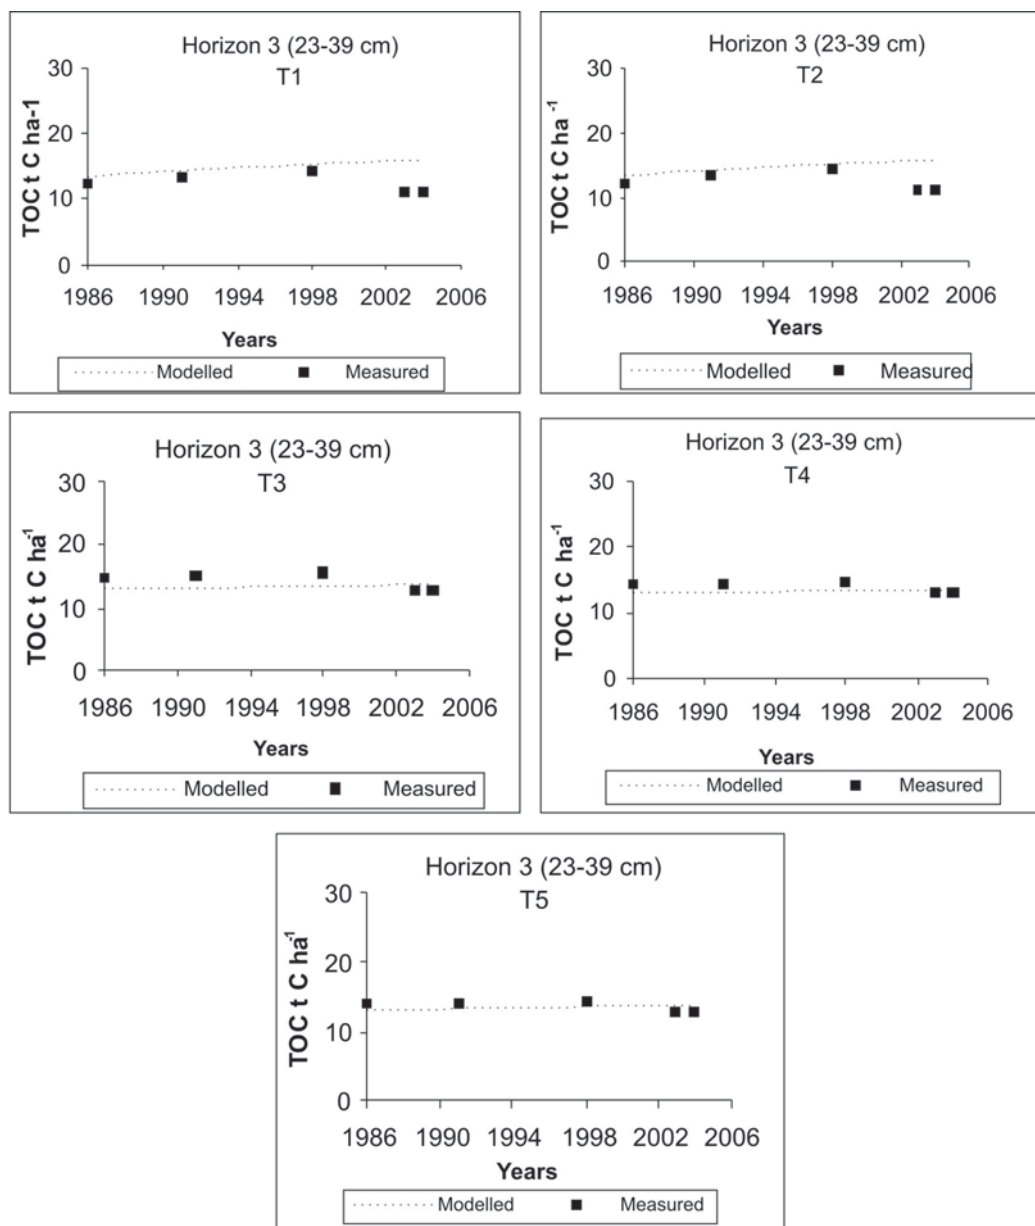 Horizon 3 (23-39 cm)
T1
TOC t C ha-1
30
20
10
0
1986 1990 1994 1998 2002 2006
Years
Modelled Measured
Horizon 3 (23-39 cm)
T2
TOC t C ha -1
30
20
10
0
1986 1990 1994 1998 2002 2006
Years
Modelled Measured
Horizon 3 (23-39 cm)
T3
TOC t C ha-1
30
20
10
0
1986 1990 1994 1998 2002 2006
Years
Modelled Measured
Horizon 3 (23-39 cm)
T4
TOC t C ha-1
30
20
10
0
1986 1990 1994 1998 2002 2006
Years
Modelled Measured
Horizon 3 (23-39 cm)
T5
TOC t C ha-1
30
20
10
0
1986 1990 1994 1998 2002 2006
Years
Modelled Measured